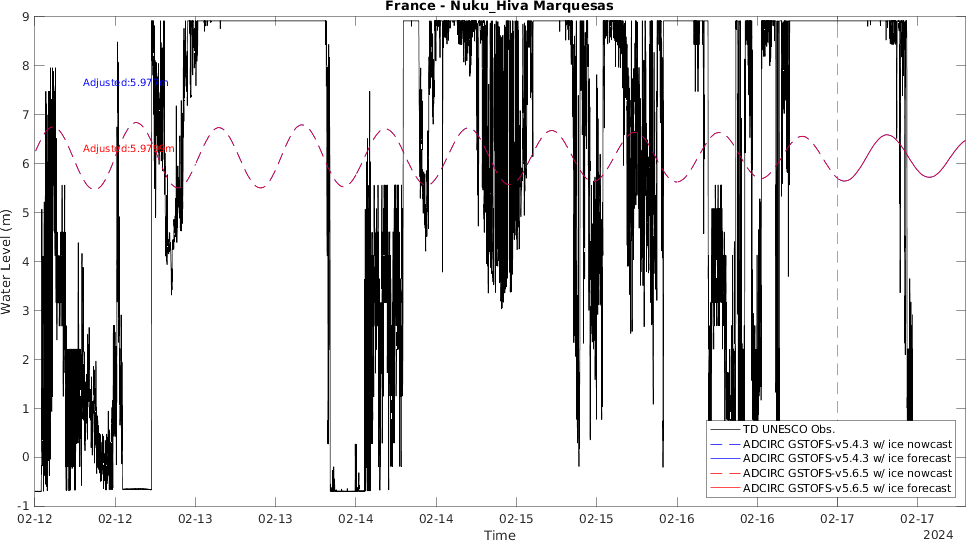 France - Nuku_Hiva Marquesas
9
8
7
6
5
4
3
2
1
0
-1
Water Level (m)
Adjusted:5.97
Adjusted:5.97
TD UNESCO Obs.
ADCIRC GSTOFS-v5.4.3 w/ ice nowcast
ADCIRC GSTOFS-v5.4.3 w/ ice forecast
ADCIRC GSTOFS-v5.6.5 w/ ice nowcast
ADCIRC GSTOFS-v5.6.5 w/ ice forecast
02-12 02-12 02-13 02-13 02-14 02-14 02-15 02-15 02-16 02-16 02-17 02-17
Time
2024